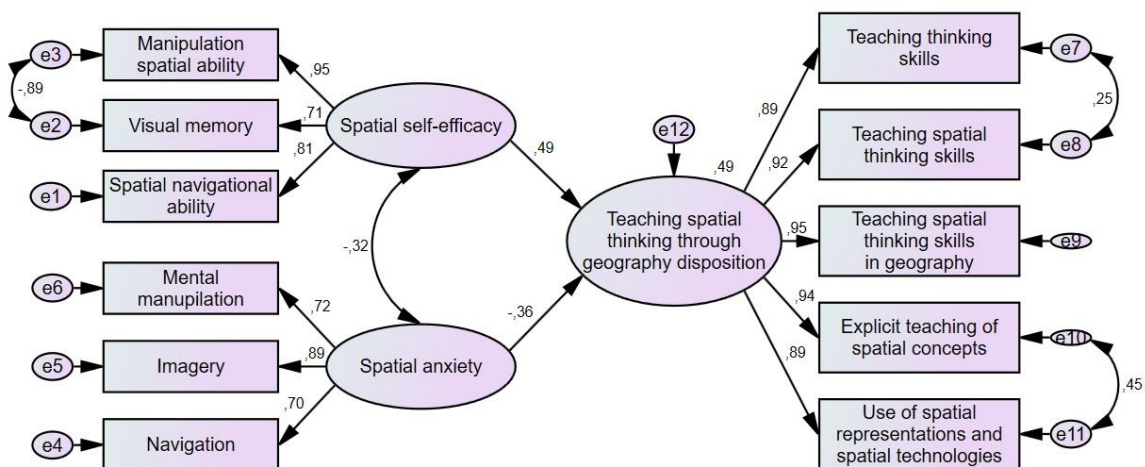 e3
Manipulation
spatial ability
-,89
e2
Visual memory
e1
Spatial navigational
ability
,95
,71
,81
Spatial self-efficacy
,49
-,32
e6
Mental
manupilation
e5
Imagery
e4
Navigation
,72
,89
,70
Spatial anxiety
-,36
e12
,49
Teaching spatial
thinking through
geography disposition
,89
,92
,95
,94
,89
Teaching thinking
skills
e7
,25
Teaching spatial
thinking skills
e8
Teaching spatial
thinking skills
in geography
e9
Explicit teaching of
spatial concepts
e10
,45
Use of spatial
representations and
spatial technologies
e11